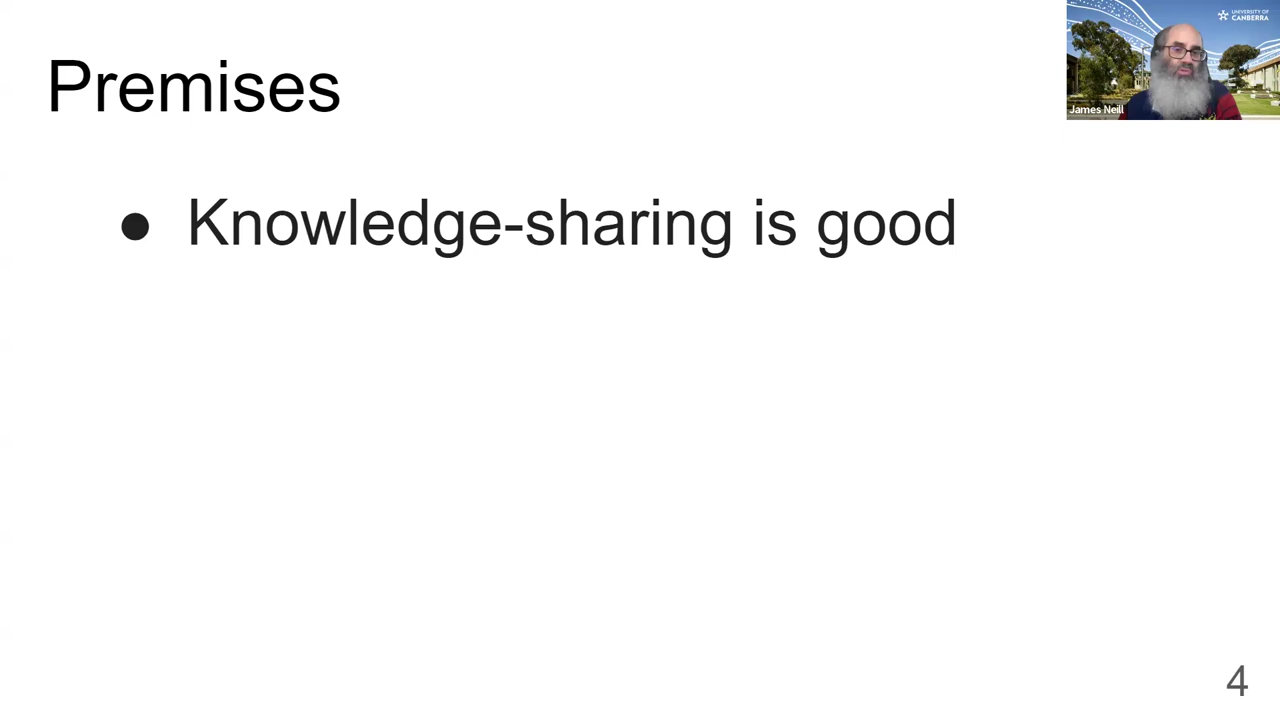 Premises
UNIVERSITY OF
CANBERRA
James Neill
● Knowledge-sharing is good
4